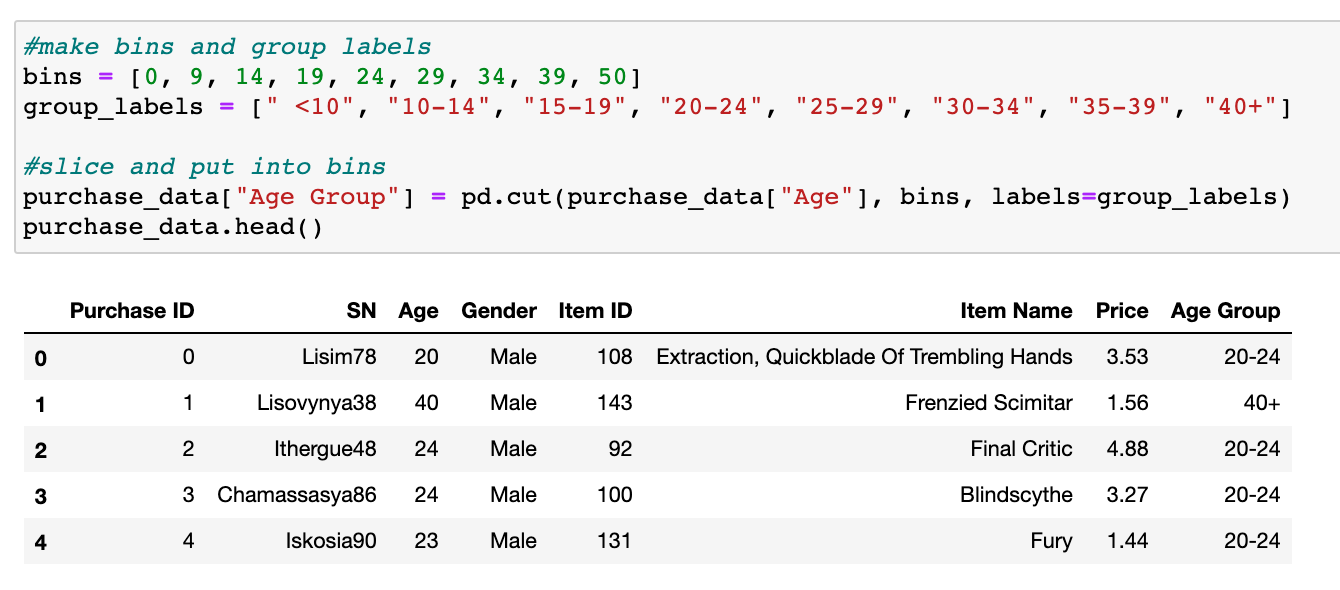 #make bins and group labels
bins = [0, 9, 14, 19, 24, 29, 34, 39, 50]
group_labels = [" <10", "10-14", "15-19", "20-24", "25-29", "30-34", "35-39", "40+"]
#slice and put into bins
purchase_data["Age Group"] = pd.cut(purchase_data["Age"], bins, labels=group_labels)
purchase_data.head()
Purchase ID SN Age Gender Item ID Item Name Price Age Group
0 0 Lisim78 20 Male 108 Extraction, Quickblade Of Trembling Hands 3.53 20-24
1 1 Lisovynya38 40 Male 143 Frenzied Scimitar 1.56 40+
2 2 Ithergue48 24 Male 92 Final Critic 4.88 20-24
3 3 Chamassasya86 24 Male 100 Blindscythe 3.27 20-24
4 4 Iskosia90 23 Male 131 Fury 1.44 20-24